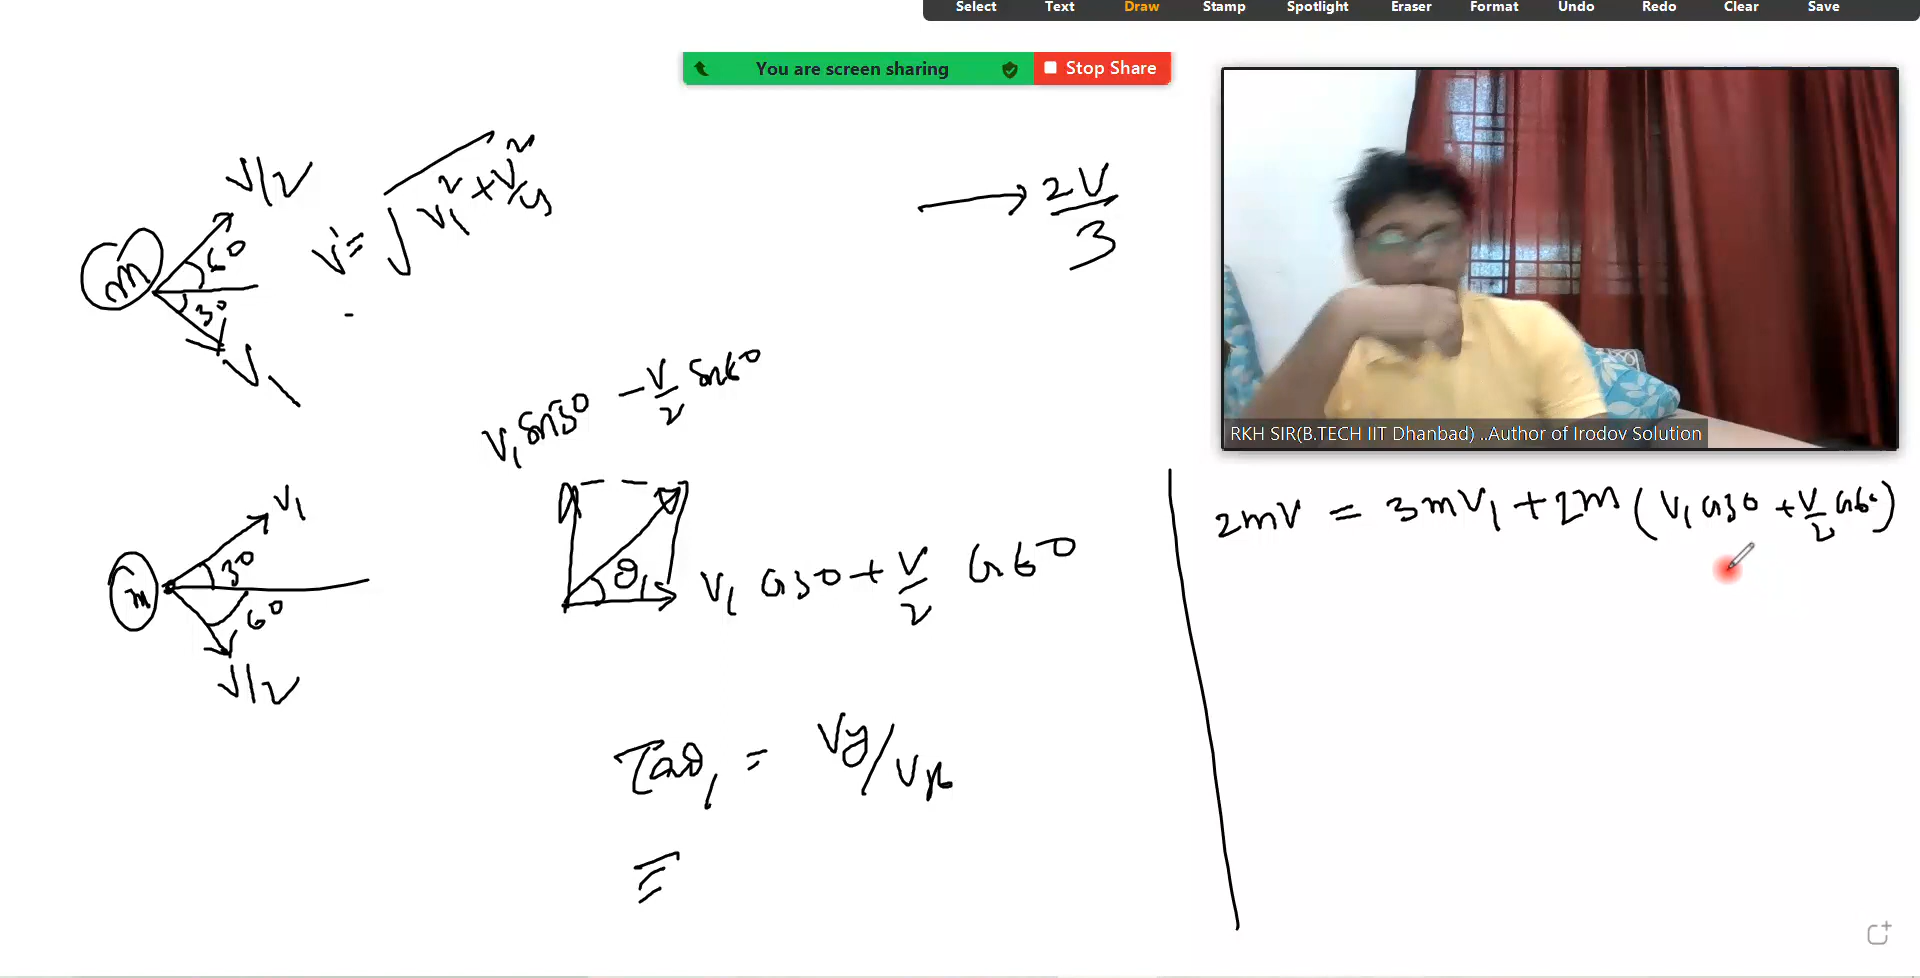 Select Text Draw Stamp Spotlight Eraser Format Undo Redo Clear Save
You are screen sharing Stop Share
V/2
m
60
30
V₁
V' = √(V₁² + V²/4)
→ 2V/3
V₁ sin30 − V/2 sin60
RKH SIR(B.TECH IIT Dhanbad) ..Author of Irodov Solution
V₁
m
30
60
V/2
θ₁
V₁ cos30 + V/2 cos60
2mV = 3mV₁ + 2m (V₁ cos30 + V/2 cos60)
Tanθ₁ = Vy/Vx
=